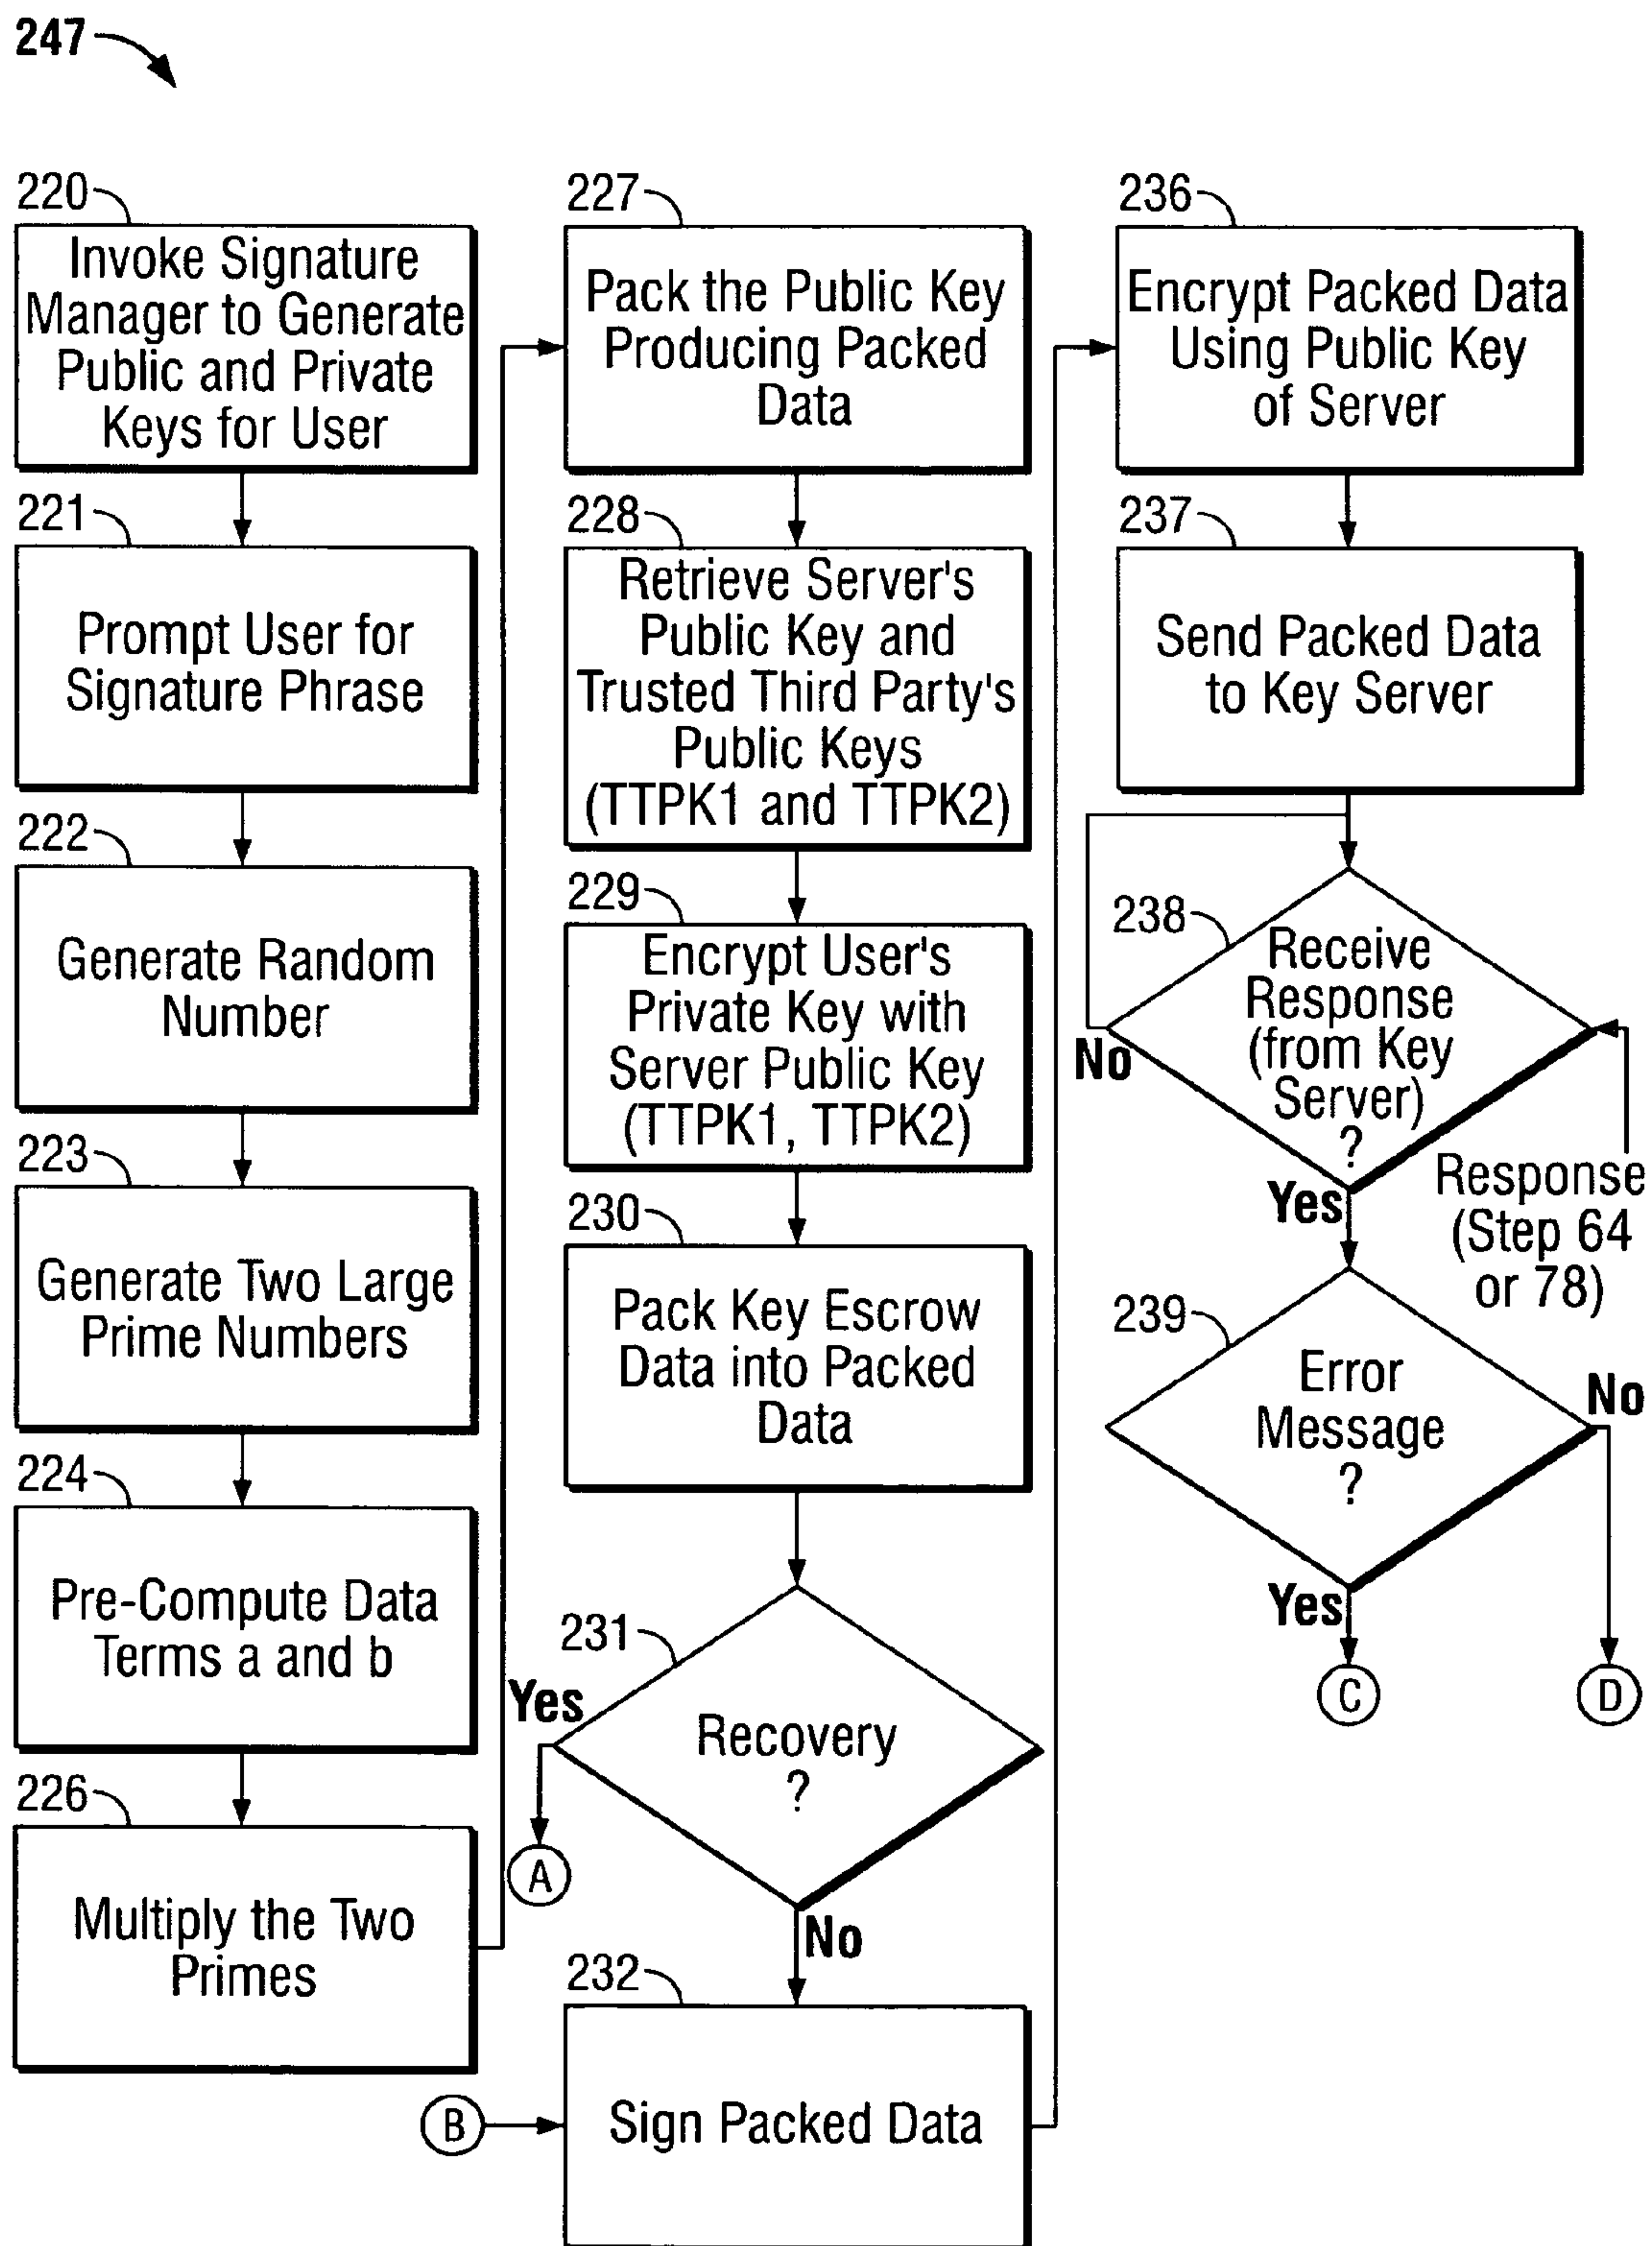 247
220
Invoke Signature
Manager to Generate
Public and Private
Keys for User
221
Prompt User for
Signature Phrase
222
Generate Random
Number
223
Generate Two Large
Prime Numbers
224
Pre-Compute Data
Terms a and b
226
Multiply the Two
Primes
227
Pack the Public Key
Producing Packed
Data
228
Retrieve Server's
Public Key and
Trusted Third Party's
Public Keys
(TTPK1 and TTPK2)
229
Encrypt User's
Private Key with
Server Public Key
(TTPK1, TTPK2)
230
Pack Key Escrow
Data into Packed
Data
231
Recovery
?
Yes
A
No
232
B
Sign Packed Data
236
Encrypt Packed Data
Using Public Key
of Server
237
Send Packed Data
to Key Server
238
Receive
Response
(from Key
Server)
?
No
Yes
Response
(Step 64
or 78)
239
Error
Message
?
No
Yes
C
D